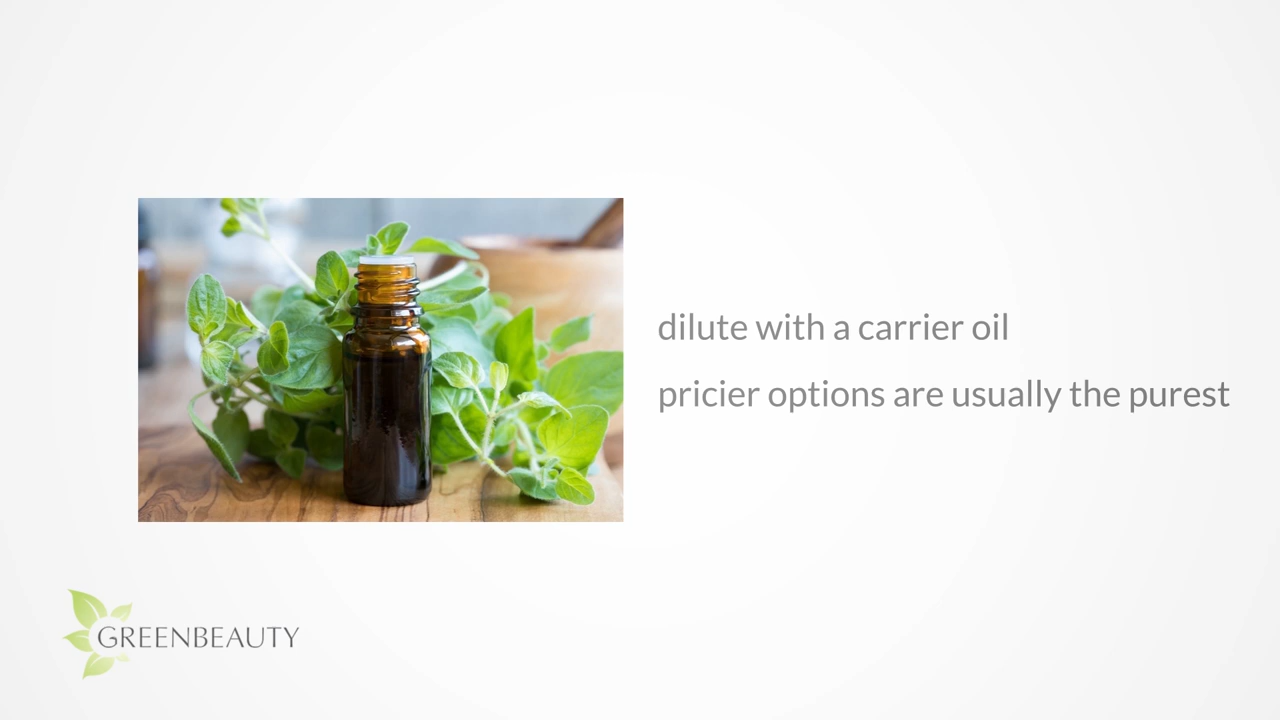 dilute with a carrier oil
pricier options are usually the purest
GREENBEAUTY